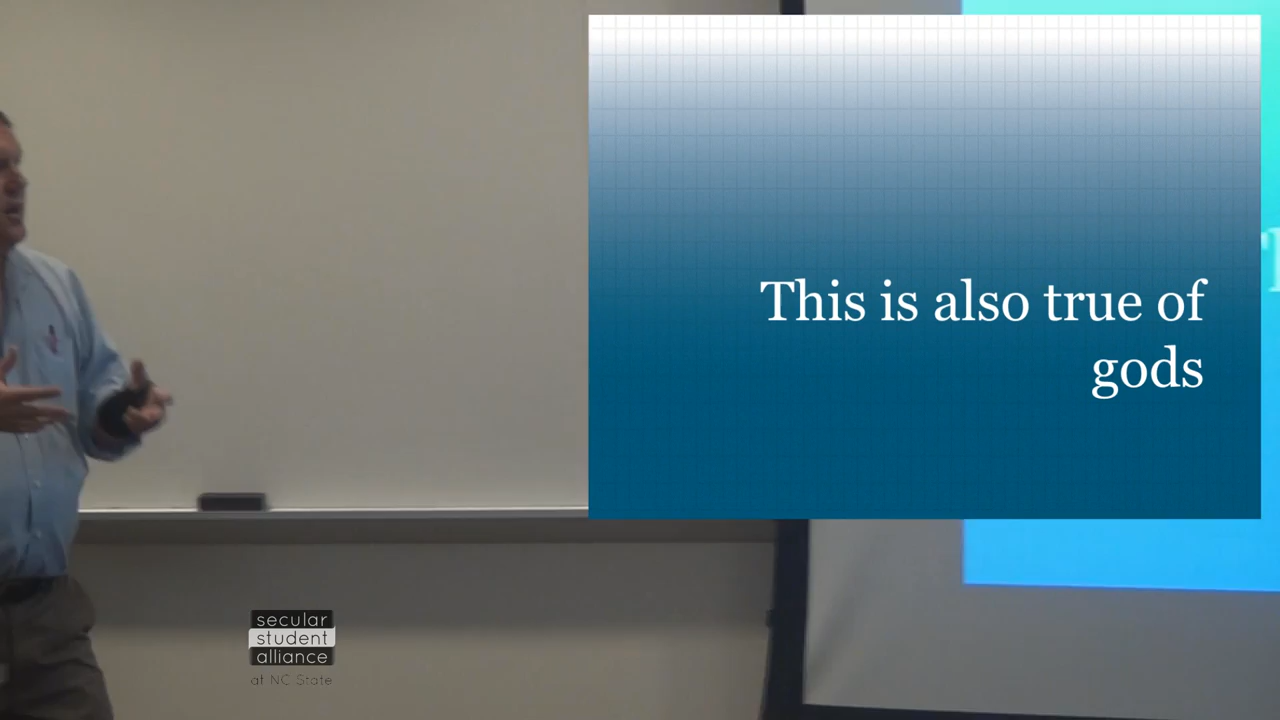 This is also true of
gods
secular
student
alliance
at NC State